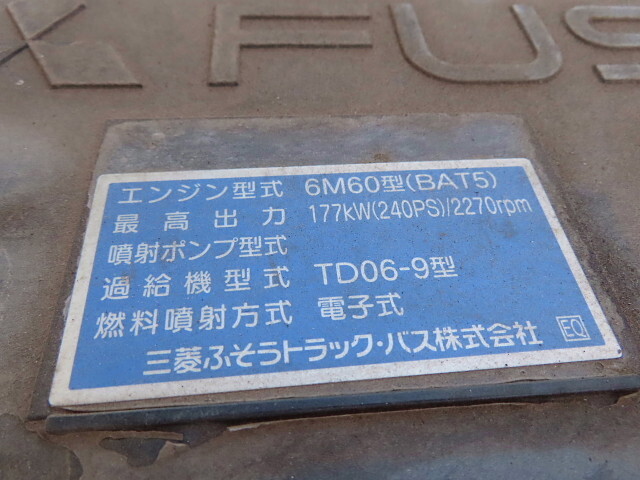 FUS
エンジン型式 6M60型(BAT5)
最高出力 177kW(240PS)/2270rpm
噴射ポンプ型式
過給機型式 TD06-9型
燃料噴射方式 電子式
三菱ふそうトラック・バス株式会社 EQ